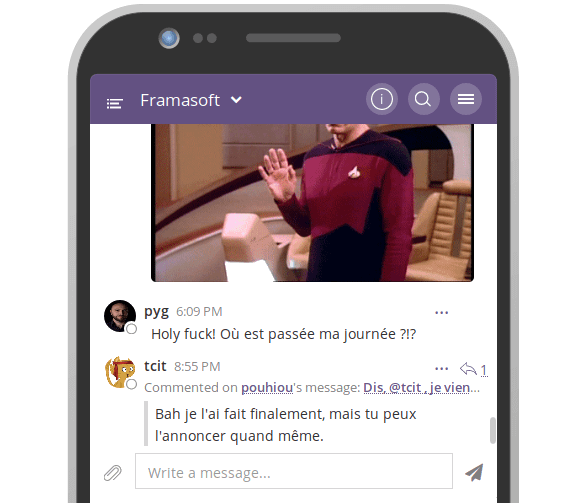 Framasoft
pyg 6:09 PM
Holy fuck! Où est passée ma journée ?!?
tcit 8:55 PM
1
Commented on pouhiou's message: Dis, @tcit , je vien...
Bah je l'ai fait finalement, mais tu peux
l'annoncer quand même.
Write a message...